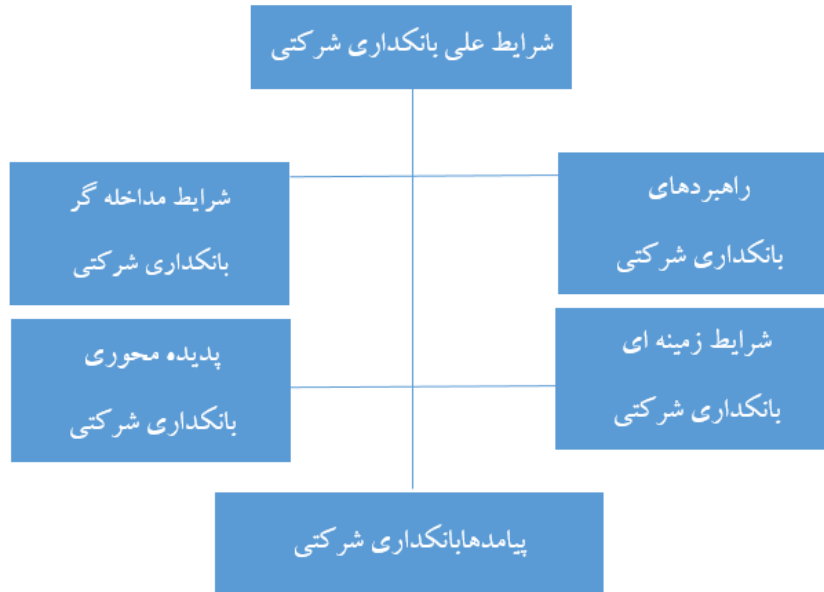 شرایط علی بانکداری شرکتی
راهبردهای
بانکداری شرکتی
شرایط مداخله گر
بانکداری شرکتی
شرایط زمینه ای
بانکداری شرکتی
پدیده محوری
بانکداری شرکتی
پیامدهابانکداری شرکتی